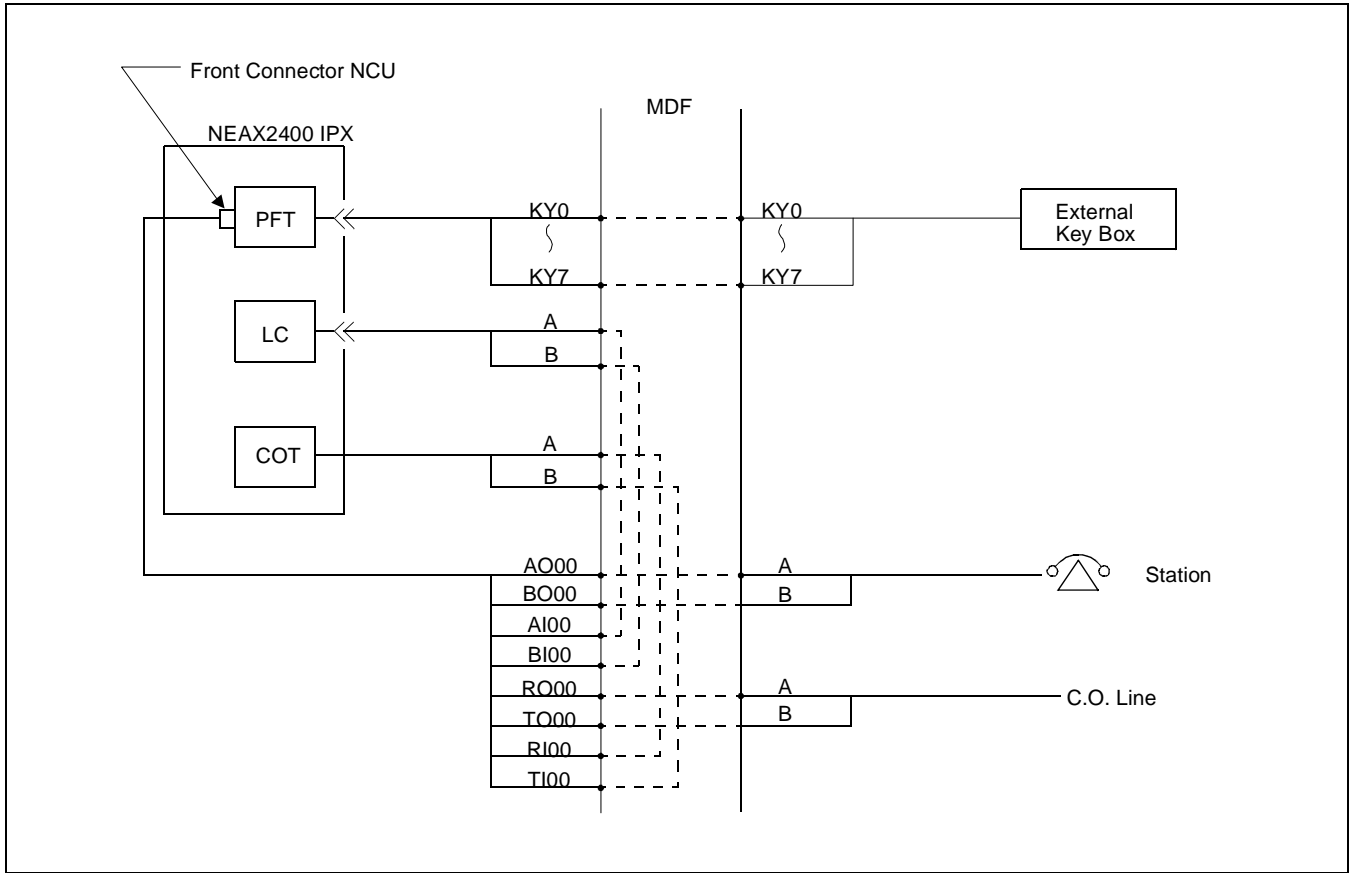 Front Connector NCU
MDF
NEAX2400 IPX
PFT
KY0
KY0
External
Key Box
KY7
KY7
LC
A
B
COT
A
B
AO00
A
Station
BO00
B
AI00
BI00
RO00
A
C.O. Line
TO00
B
RI00
TI00